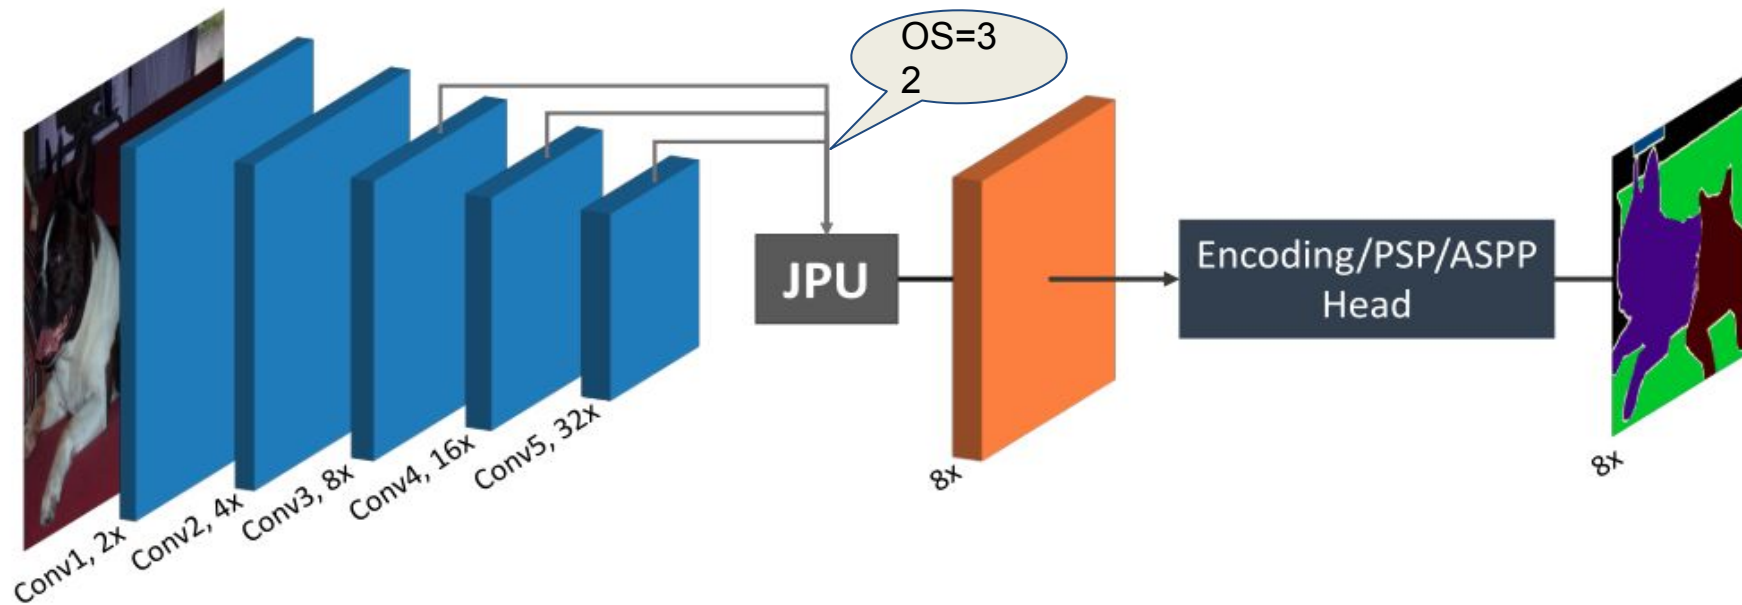 OS=3
2
JPU
Encoding/PSP/ASPP
Head
Conv1, 2x
Conv2, 4x
Conv3, 8x
Conv4, 16x
Conv5, 32x
8x
8x